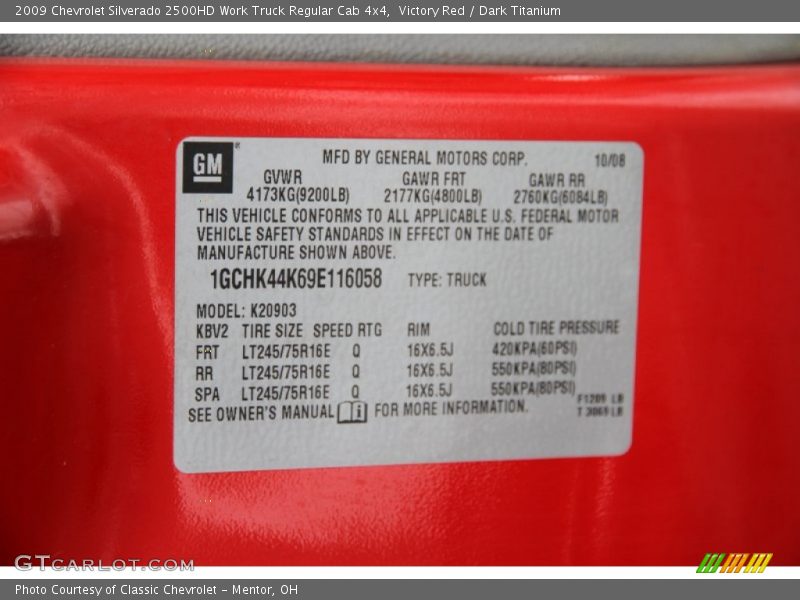 2009 Chevrolet Silverado 2500HD Work Truck Regular Cab 4x4, Victory Red / Dark Titanium
GM
MFD BY GENERAL MOTORS CORP. 10/08
GVWR GAWR FRT GAWR RR
4173KG(9200LB) 2177KG(4800LB) 2760KG(6084LB)
THIS VEHICLE CONFORMS TO ALL APPLICABLE U.S. FEDERAL MOTOR
VEHICLE SAFETY STANDARDS IN EFFECT ON THE DATE OF
MANUFACTURE SHOWN ABOVE.
1GCHK44K69E116058 TYPE: TRUCK
MODEL: K20903
KBV2 TIRE SIZE SPEED RTG RIM COLD TIRE PRESSURE
FRT LT245/75R16E Q 16X6.5J 420KPA(60PSI)
RR LT245/75R16E Q 16X6.5J 550KPA(80PSI)
SPA LT245/75R16E Q 16X6.5J 550KPA(80PSI)
SEE OWNER'S MANUAL FOR MORE INFORMATION.
GTcarlot.com
Photo Courtesy of Classic Chevrolet - Mentor, OH